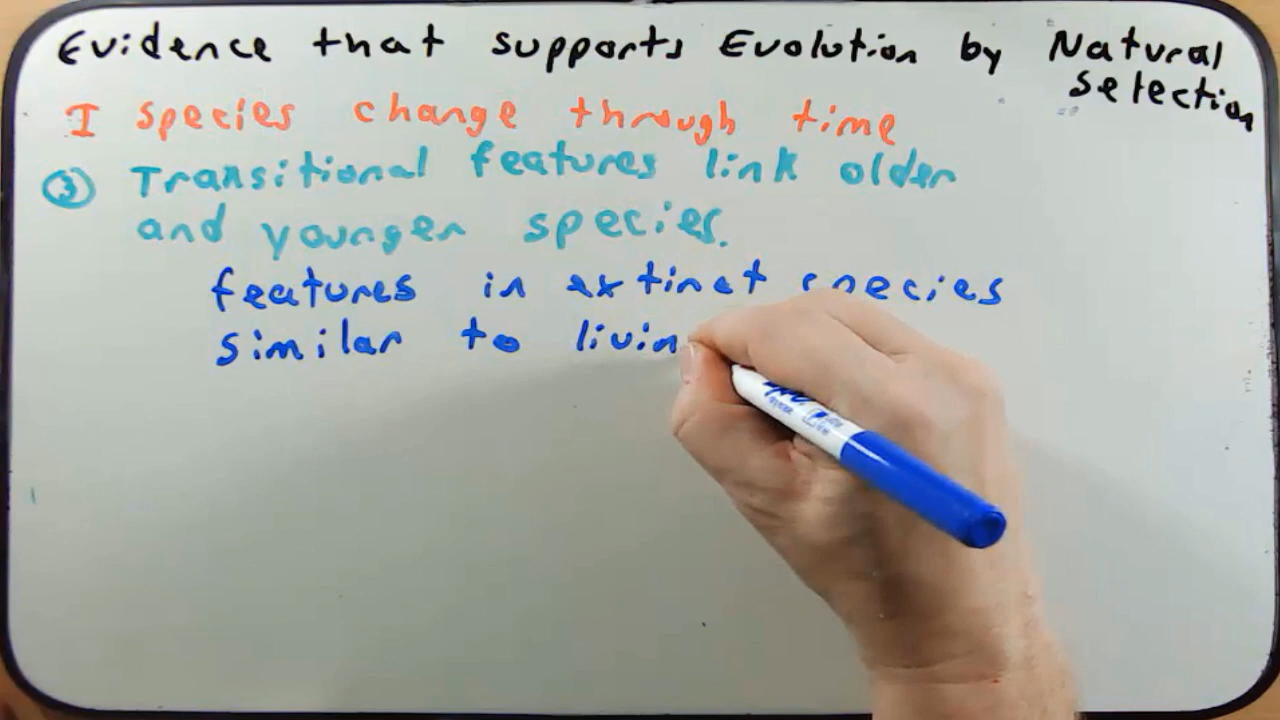 Evidence that supports Evolution by Natural
Selection
I species change through time
③ Transitional features link older
and younger species.
features in extinct species
similar to livin